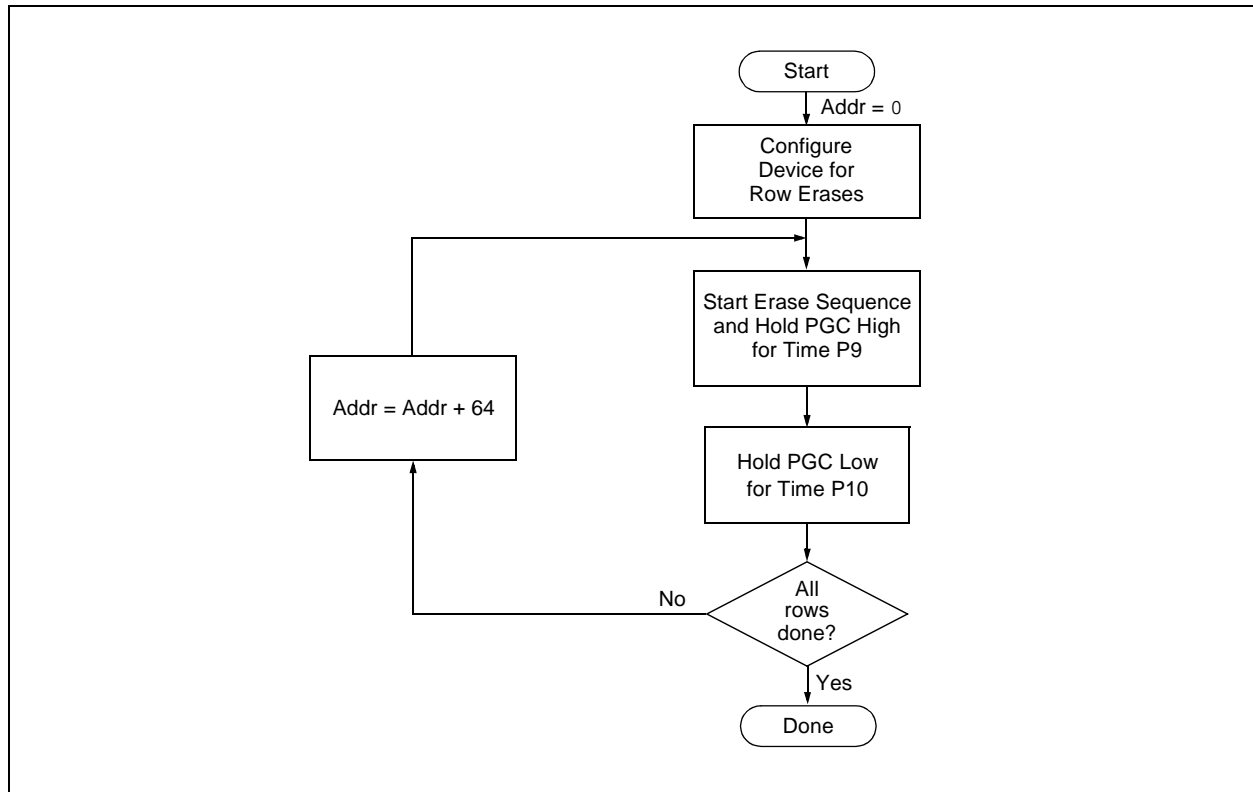 Start
Addr = 0
Configure
Device for
Row Erases
Start Erase Sequence
and Hold PGC High
for Time P9
Addr = Addr + 64
Hold PGC Low
for Time P10
All
rows
done?
No
Yes
Done